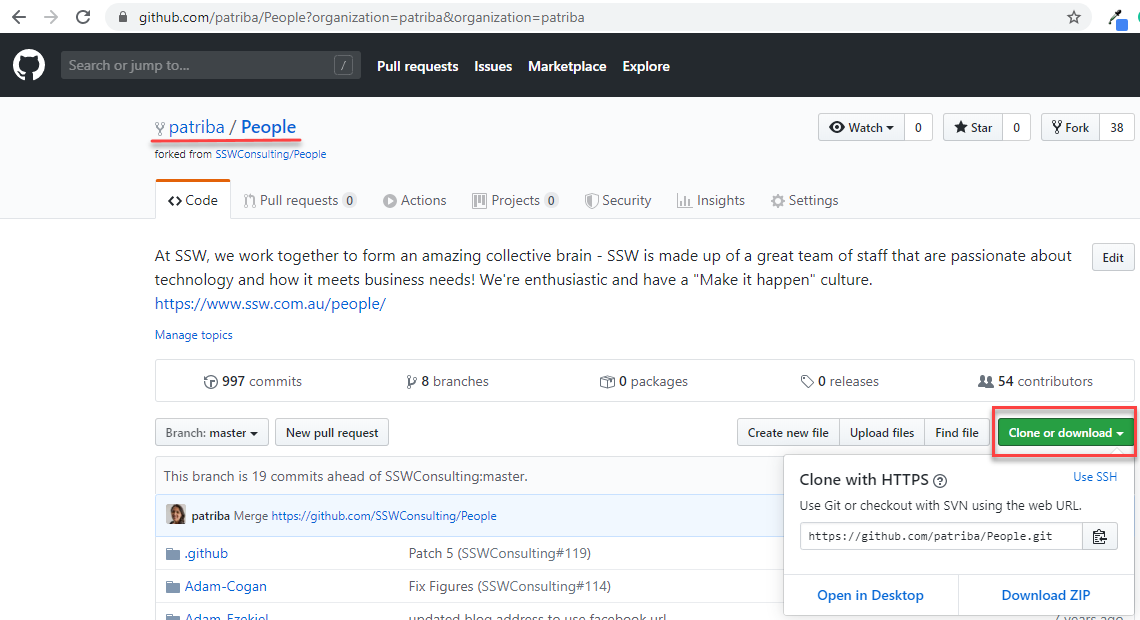 github.com/patriba/People?organization=patriba&organization=patriba
Search or jump to... / Pull requests Issues Marketplace Explore
patriba / People Watch 0 Star 0 Fork 38
forked from SSWConsulting/People
Code Pull requests 0 Actions Projects 0 Security Insights Settings
At SSW, we work together to form an amazing collective brain - SSW is made up of a great team of staff that are passionate about
technology and how it meets business needs! We're enthusiastic and have a "Make it happen" culture.
https://www.ssw.com.au/people/
Edit
Manage topics
997 commits 8 branches 0 packages 0 releases 54 contributors
Branch: master New pull request Create new file Upload files Find file Clone or download
This branch is 19 commits ahead of SSWConsulting:master.
patriba Merge https://github.com/SSWConsulting/People
.github Patch 5 (SSWConsulting#119)
Adam-Cogan Fix Figures (SSWConsulting#114)
Adam-Ezekiel updated blog address to use facebook url
Clone with HTTPS Use SSH
Use Git or checkout with SVN using the web URL.
https://github.com/patriba/People.git
Open in Desktop Download ZIP
7 years ago